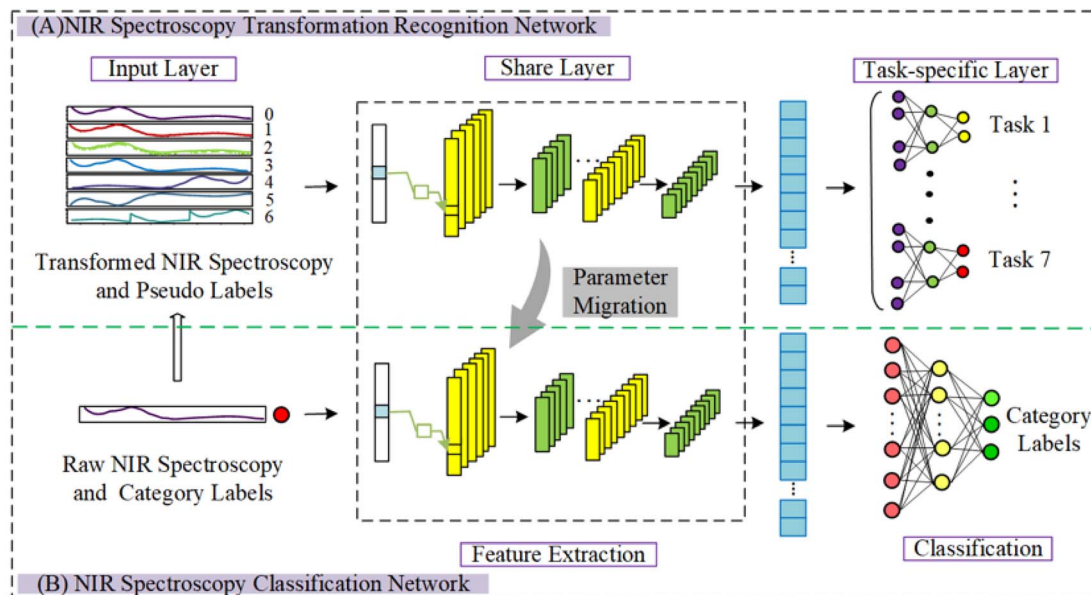 (A)NIR Spectroscopy Transformation Recognition Network
Input Layer
Share Layer
Task-specific Layer
0
1
2
3
4
5
6
Task 1
Task 7
Transformed NIR Spectroscopy
and Pseudo Labels
Parameter
Migration
Raw NIR Spectroscopy
and Category Labels
Category
Labels
Feature Extraction
Classification
(B) NIR Spectroscopy Classification Network